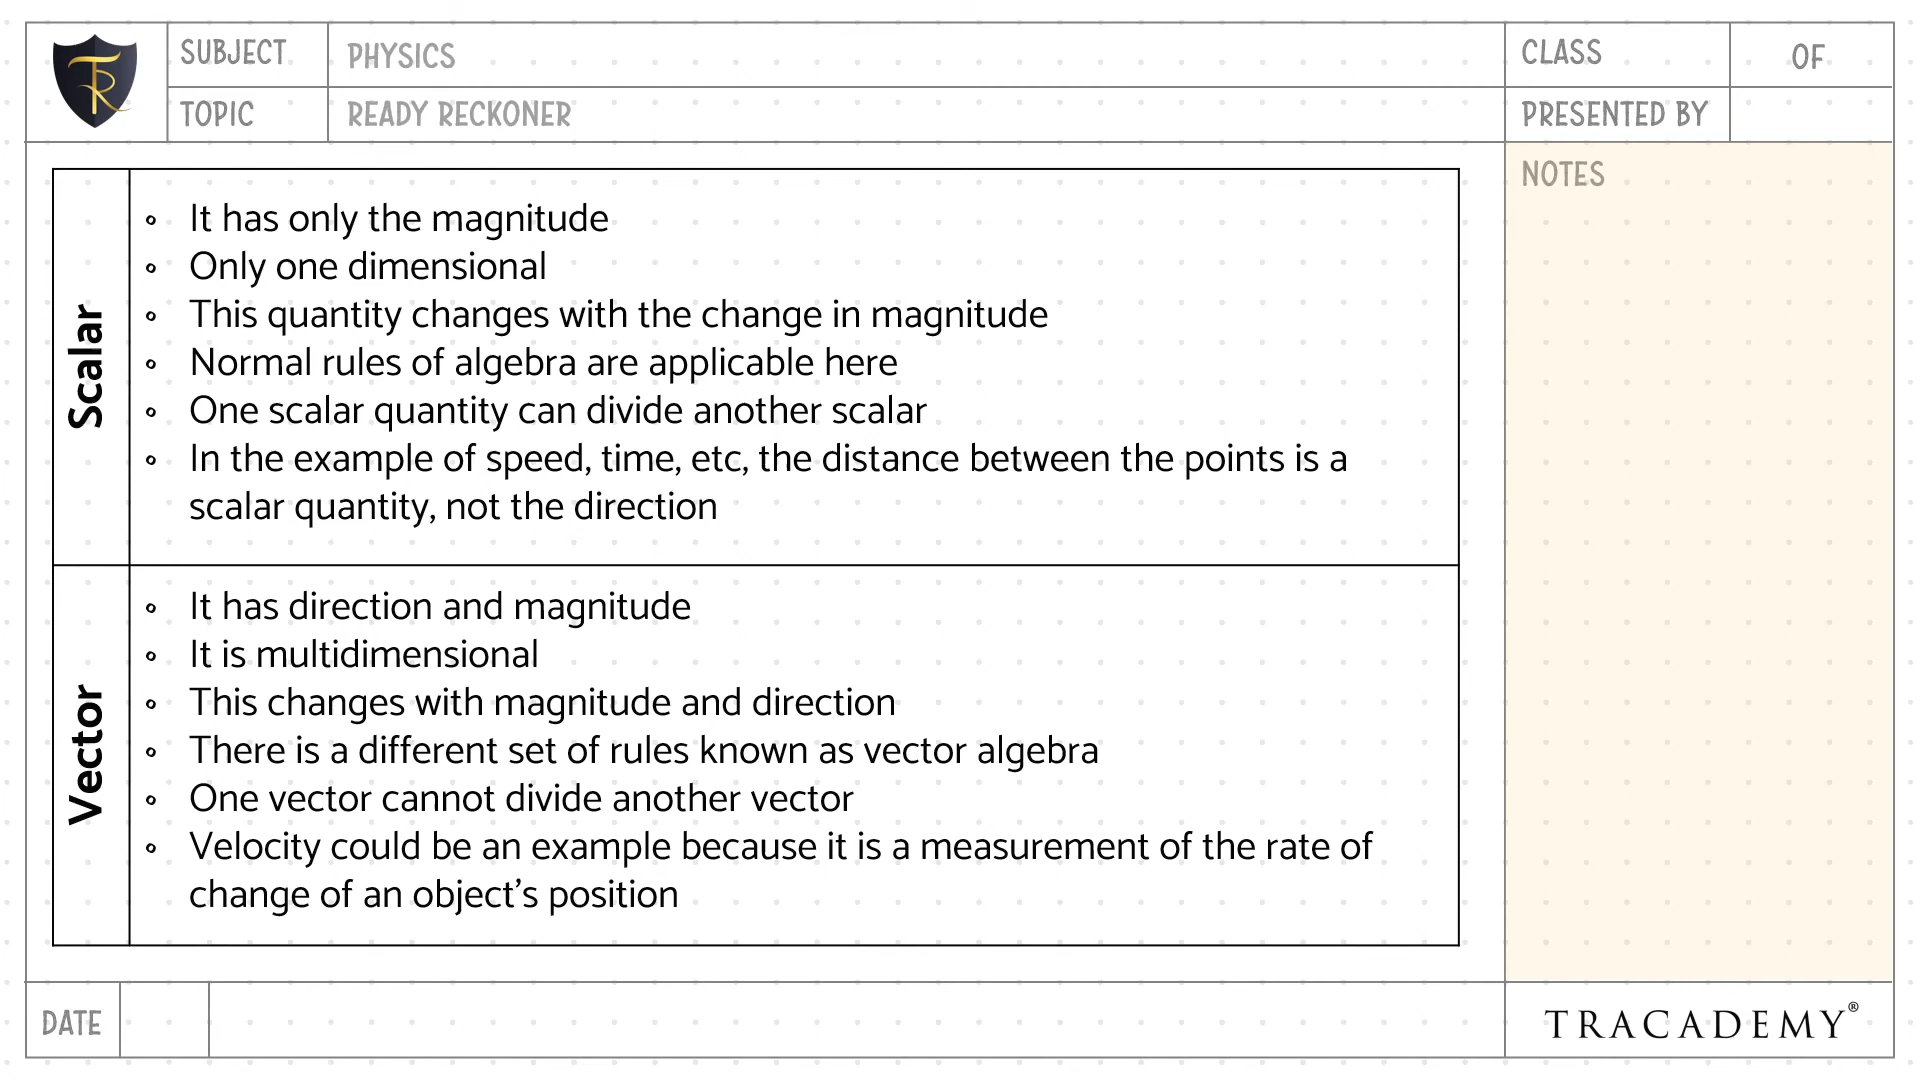 SUBJECT PHYSICS
CLASS OF
TOPIC READY RECKONER
PRESENTED BY
NOTES
Scalar
◦ It has only the magnitude
◦ Only one dimensional
◦ This quantity changes with the change in magnitude
◦ Normal rules of algebra are applicable here
◦ One scalar quantity can divide another scalar
◦ In the example of speed, time, etc, the distance between the points is a
scalar quantity, not the direction
Vector
◦ It has direction and magnitude
◦ It is multidimensional
◦ This changes with magnitude and direction
◦ There is a different set of rules known as vector algebra
◦ One vector cannot divide another vector
◦ Velocity could be an example because it is a measurement of the rate of
change of an object’s position
DATE
TRACADEMY®